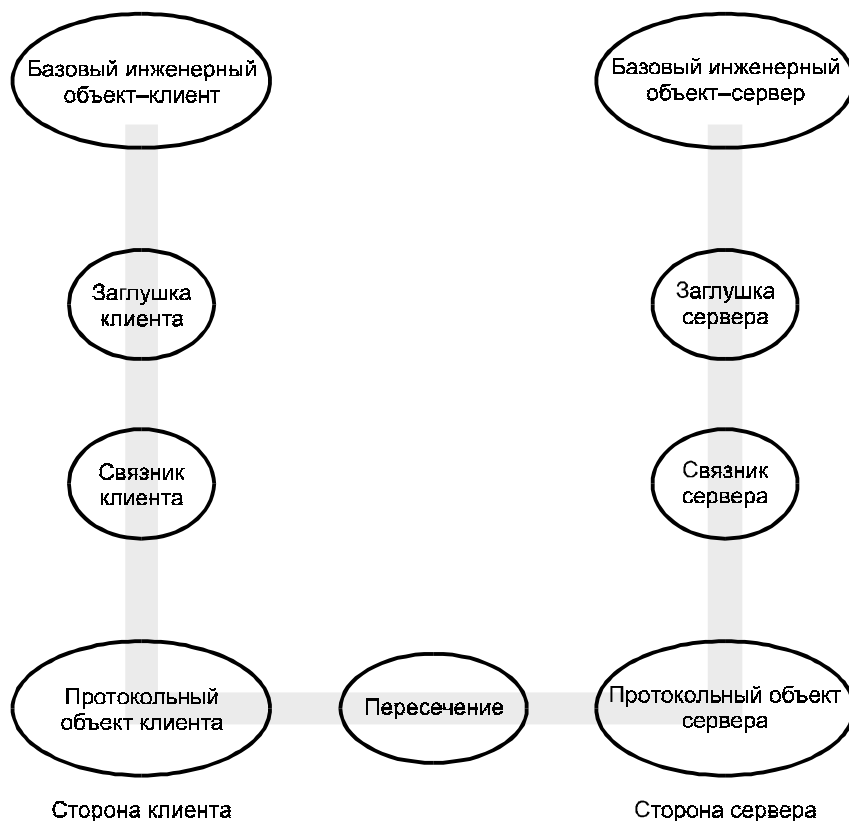 Базовый инженерный
объект–клиент
Базовый инженерный
объект–сервер
Заглушка
клиента
Заглушка
сервера
Связник
клиента
Связник
сервера
Протокольный
объект клиента
Пересечение
Протокольный объект
сервера
Сторона клиента
Сторона сервера